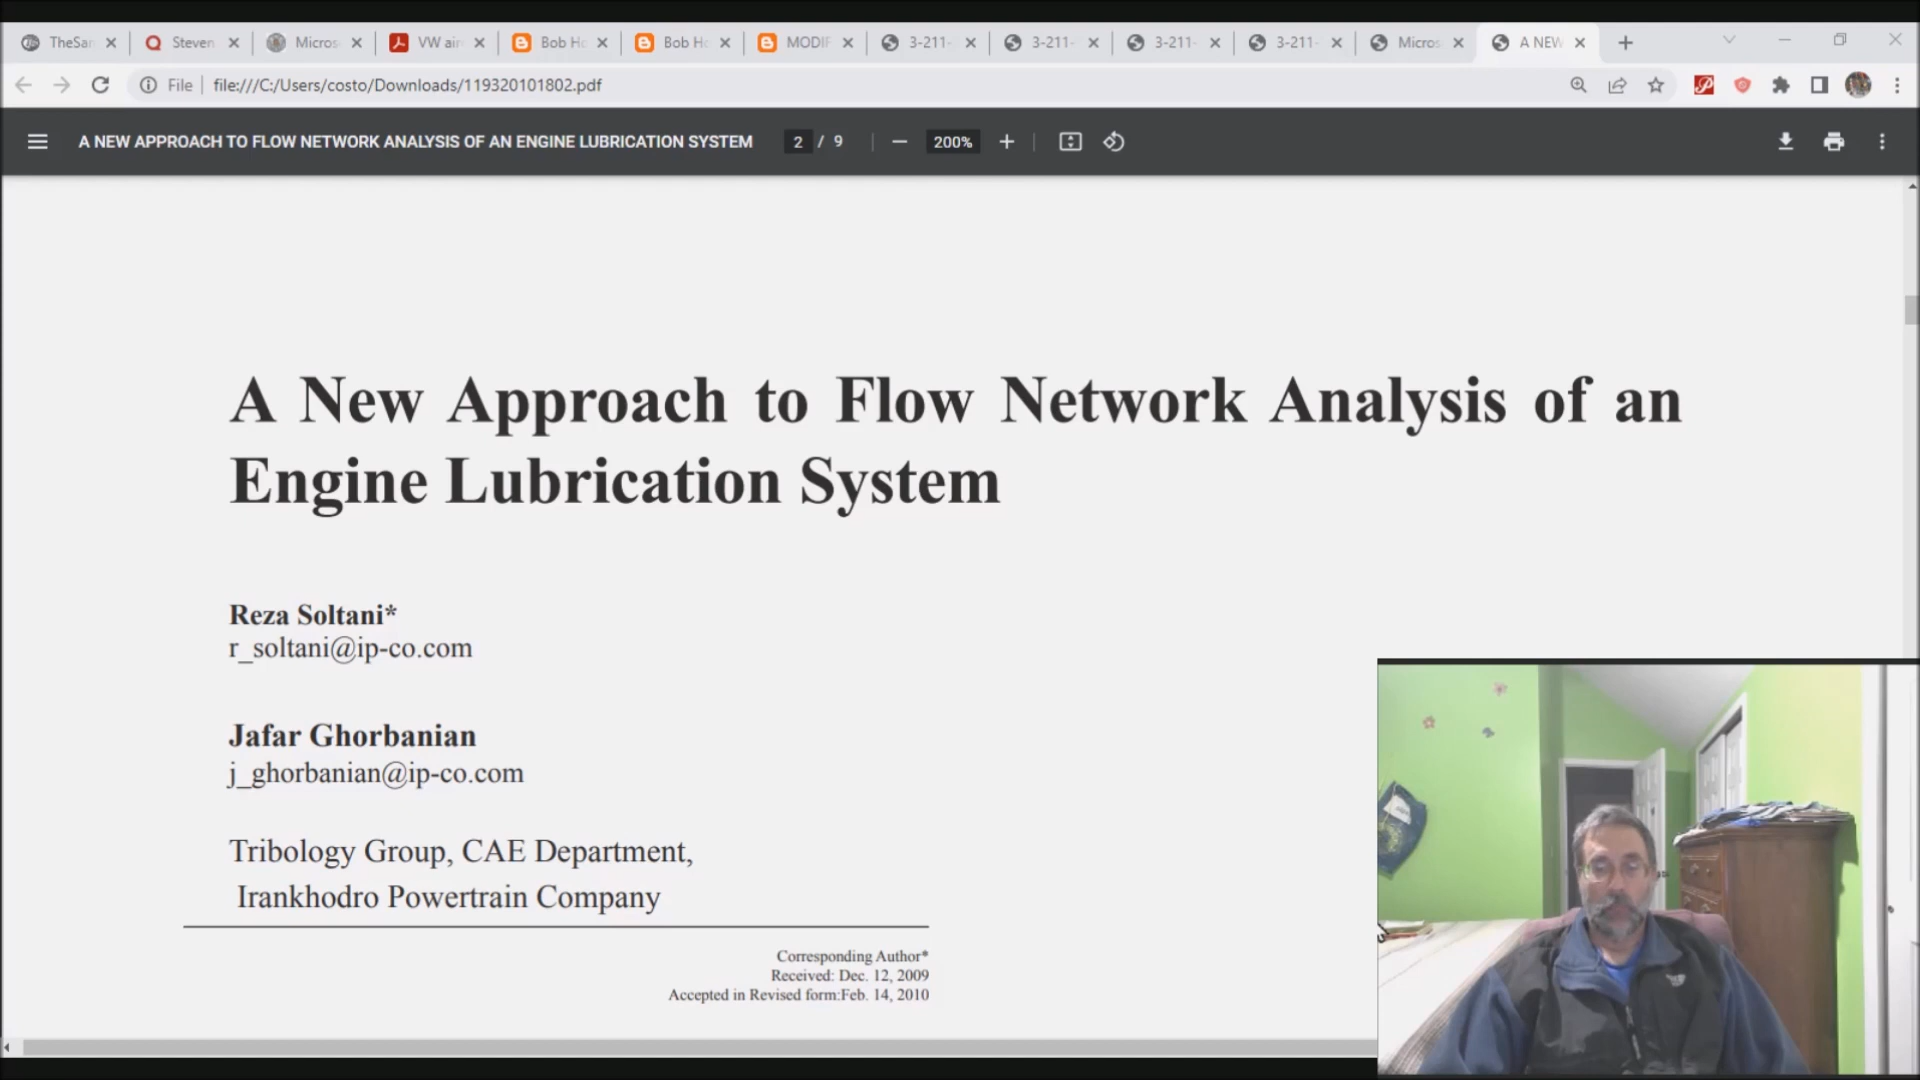 TheSan
Steven
Micros
VW air
Bob Ho
Bob Ho
MODIF
3-211-
3-211-
3-211-
3-211-
Micros
A NEW
File
file:///C:/Users/costo/Downloads/119320101802.pdf
A NEW APPROACH TO FLOW NETWORK ANALYSIS OF AN ENGINE LUBRICATION SYSTEM
2 / 9
200%
A New Approach to Flow Network Analysis of an
Engine Lubrication System
Reza Soltani*
r_soltani@ip-co.com
Jafar Ghorbanian
j_ghorbanian@ip-co.com
Tribology Group, CAE Department,
Irankhodro Powertrain Company
Corresponding Author*
Received: Dec. 12, 2009
Accepted in Revised form:Feb. 14, 2010